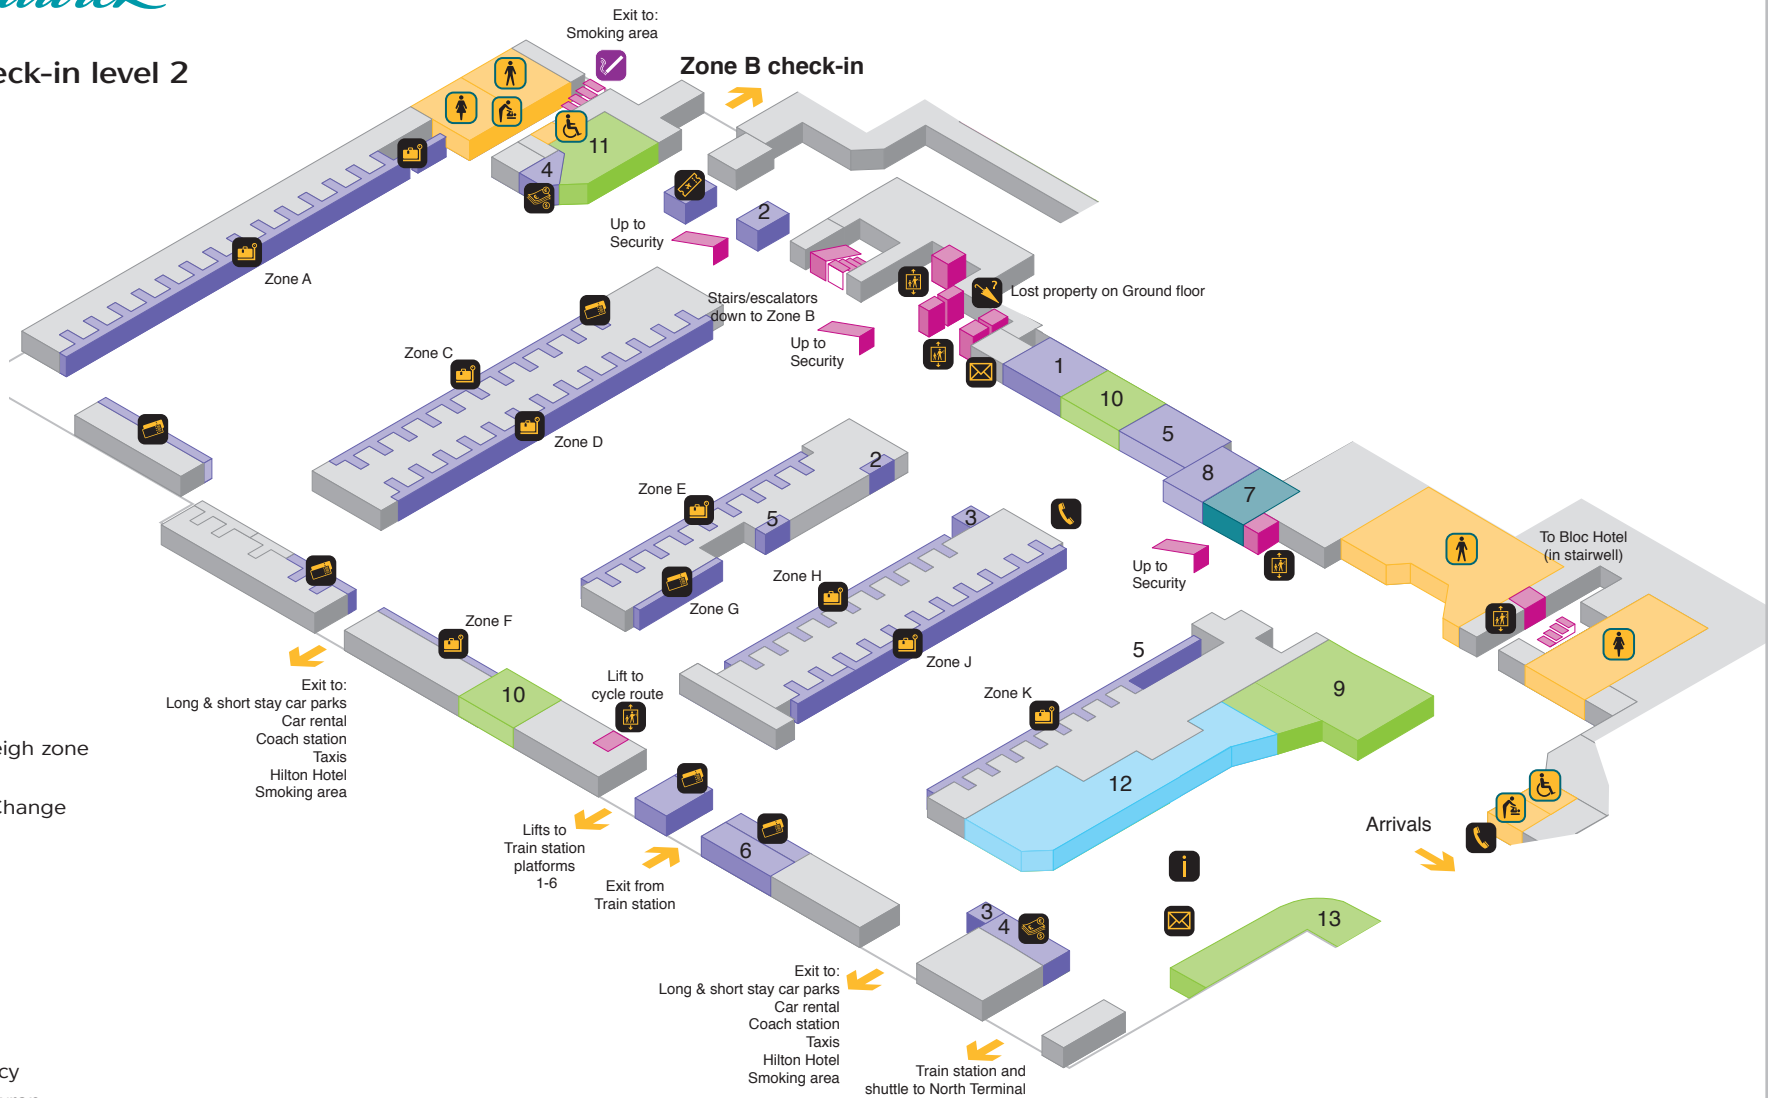 eck-in level 2
Exit to:
Smoking area
Zone B check-in
11
4
2
Up to
Security
Zone A
Stairs/escalators
down to Zone B
Up to
Security
?
Lost property on Ground floor
1
10
5
8
7
Zone C
Zone D
Zone E
2
5
3
Zone G
Zone H
Zone J
Up to
Security
To Bloc Hotel
(in stairwell)
Zone F
10
Lift to
cycle route
Exit to:
Long & short stay car parks
Car rental
Coach station
Taxis
Hilton Hotel
Smoking area
5
Zone K
9
12
eigh zone
Change
Lifts to
Train station
platforms
1-6
Exit from
Train station
6
Arrivals
i
3
4
13
Exit to:
Long & short stay car parks
Car rental
Coach station
Taxis
Hilton Hotel
Smoking area
Train station and
shuttle to North Terminal
cy